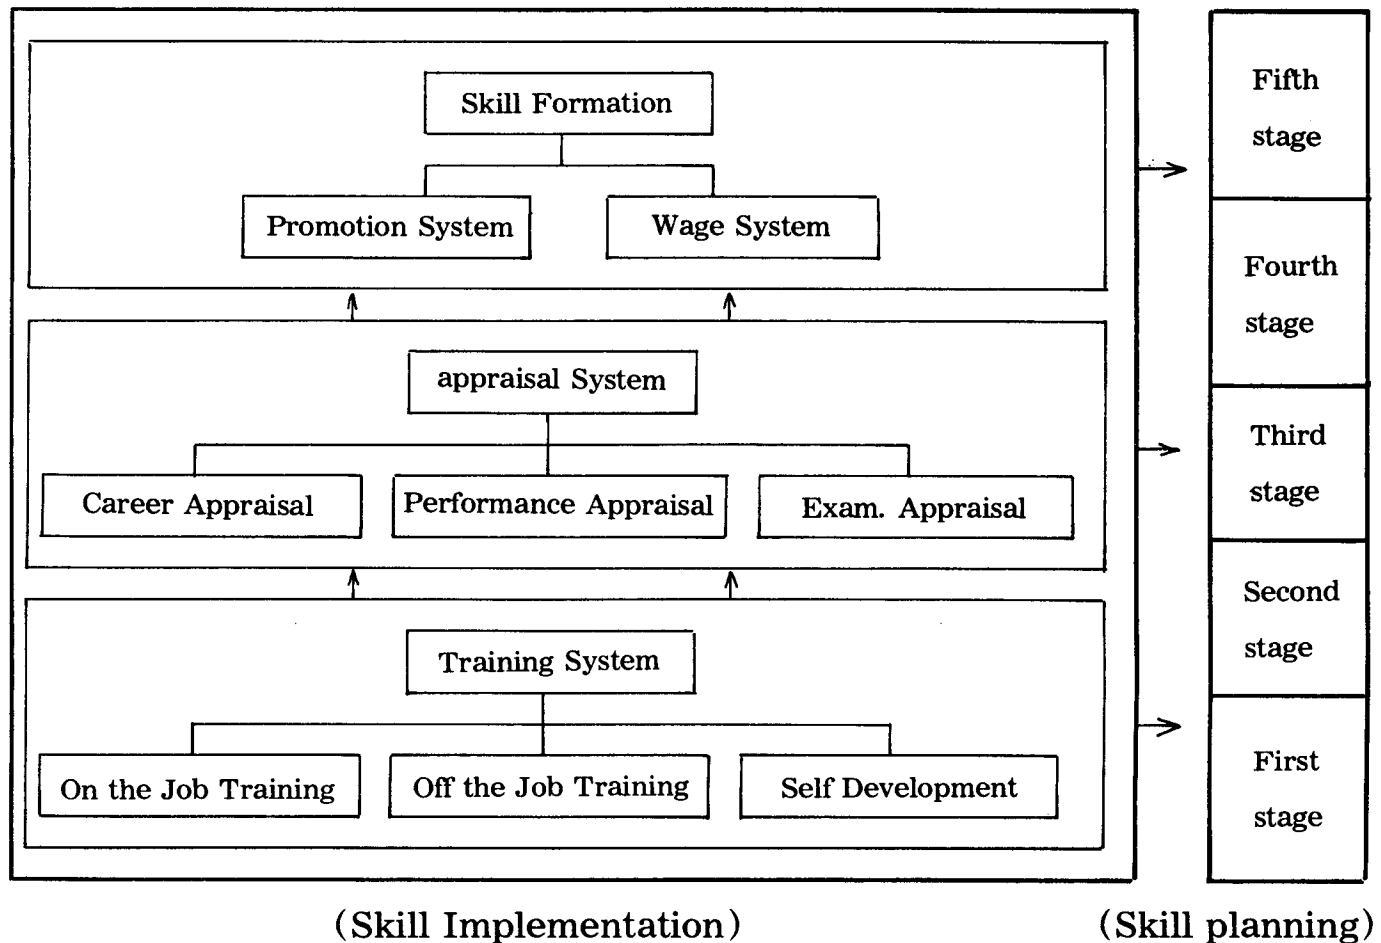 Skill Formation
Promotion System
Wage System
appraisal System
Career Appraisal
Performance Appraisal
Exam. Appraisal
Training System
On the Job Training
Off the Job Training
Self Development
(Skill Implementation)
Fifth
stage
Fourth
stage
Third
stage
Second
stage
First
stage
(Skill planning)